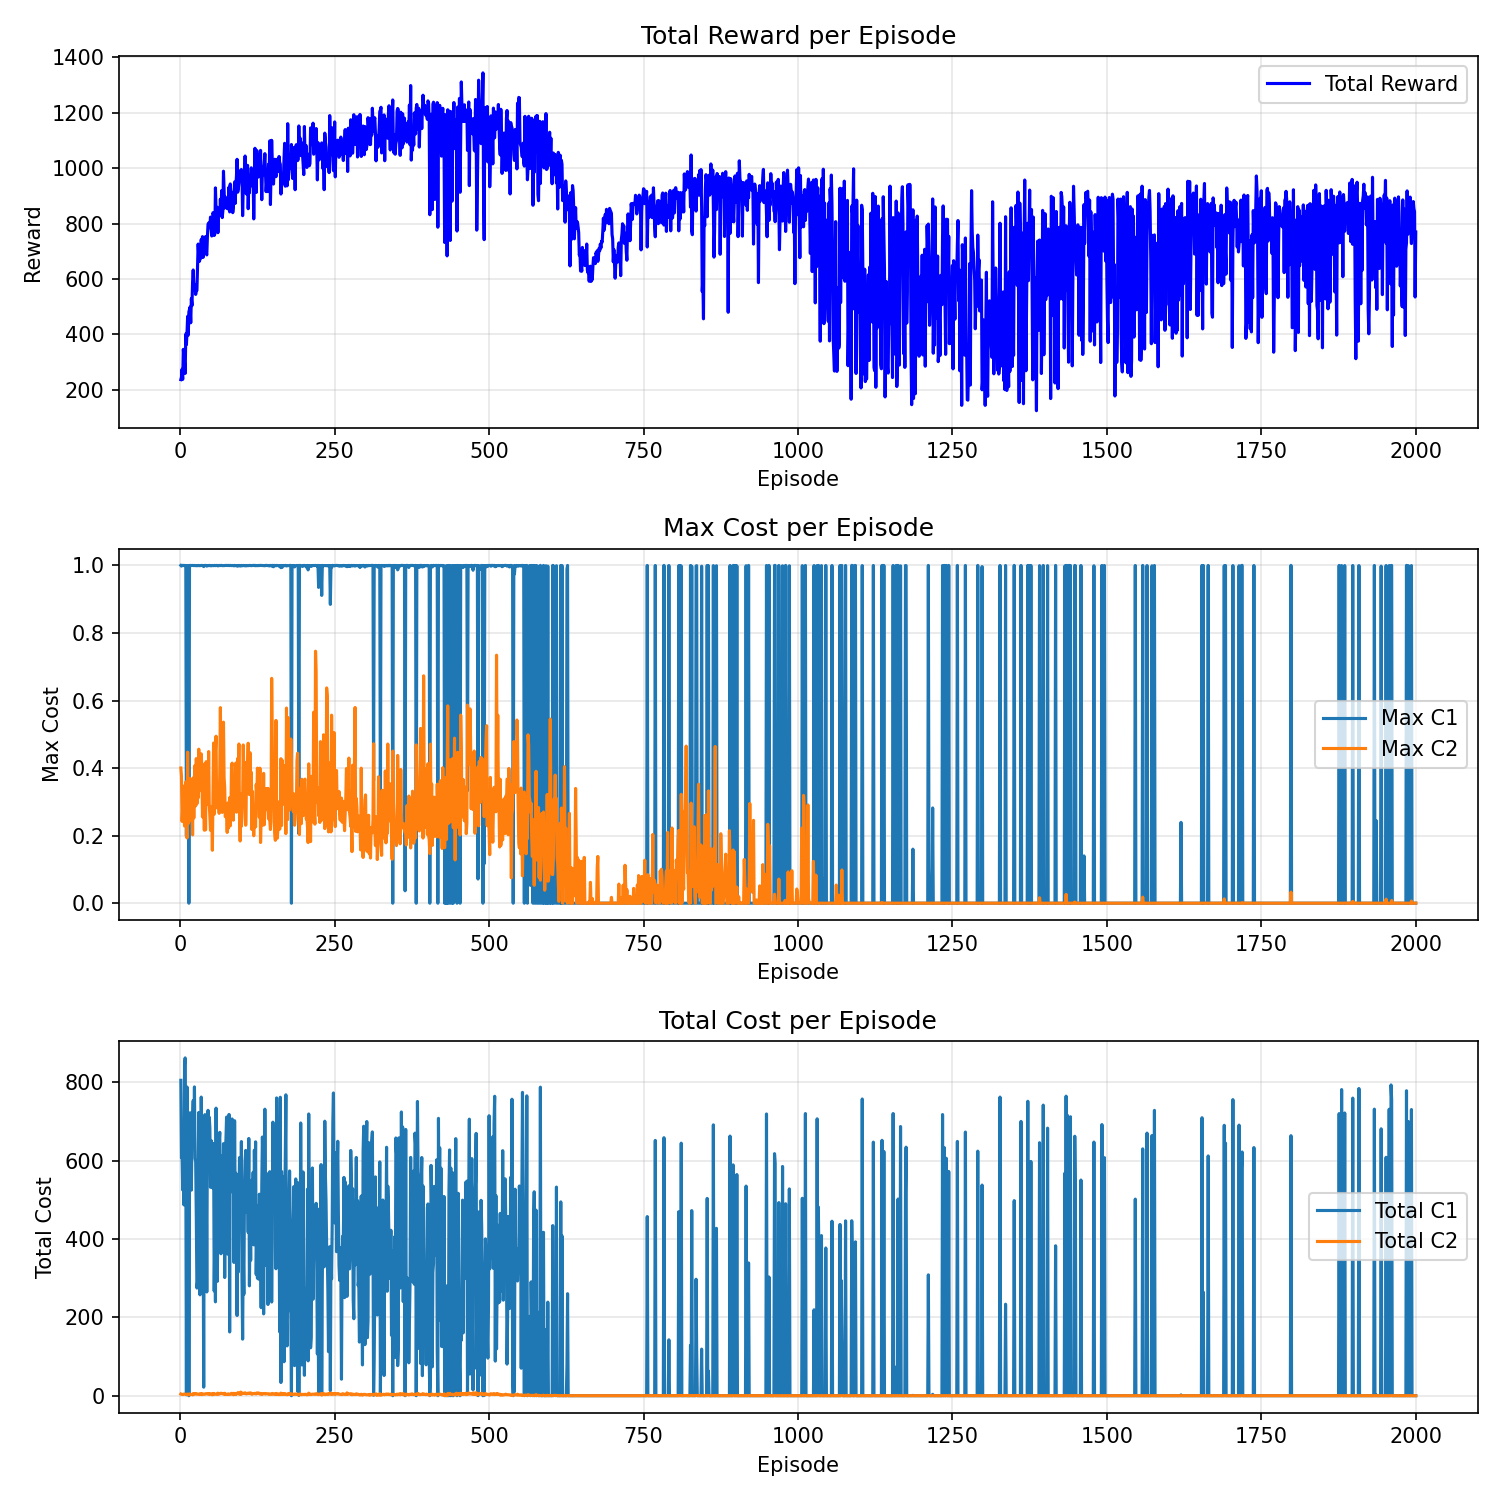 Total Reward per Episode
1400
1200
1000
800
600
400
200
Reward
Total Reward
0 250 500 750 1000 1250 1500 1750 2000
Episode
Max Cost per Episode
1.0
0.8
0.6
0.4
0.2
0.0
Max Cost
Max C1
Max C2
0 250 500 750 1000 1250 1500 1750 2000
Episode
Total Cost per Episode
800
600
400
200
0
Total Cost
Total C1
Total C2
0 250 500 750 1000 1250 1500 1750 2000
Episode